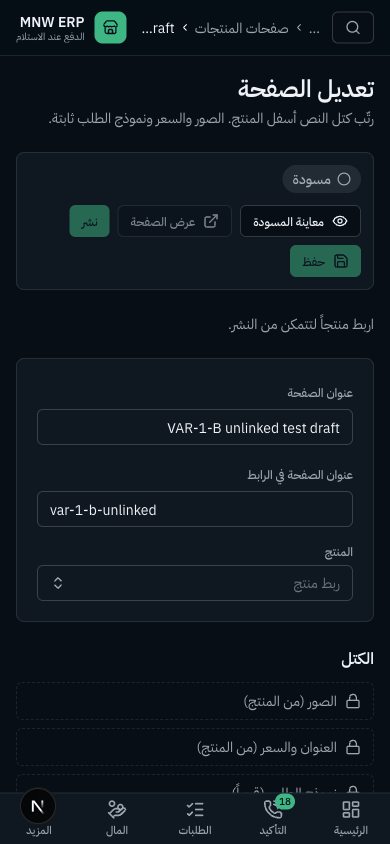 MNW ERP
الدفع عند الاستلام
... › صفحات المنتجات › ...raft
تعديل الصفحة
رتّب كتل النص أسفل المنتج. الصور والسعر ونموذج الطلب ثابتة.
مسودة
معاينة المسودة
عرض الصفحة
نشر
حفظ
اربط منتجاً لتتمكن من النشر.
عنوان الصفحة
VAR-1-B unlinked test draft
عنوان الصفحة في الرابط
var-1-b-unlinked
المنتج
ربط منتج
الكتل
الصور (من المنتج)
العنوان والسعر (من المنتج)
الرئيسية
18
التأكيد
الطلبات
المال
N
المزيد